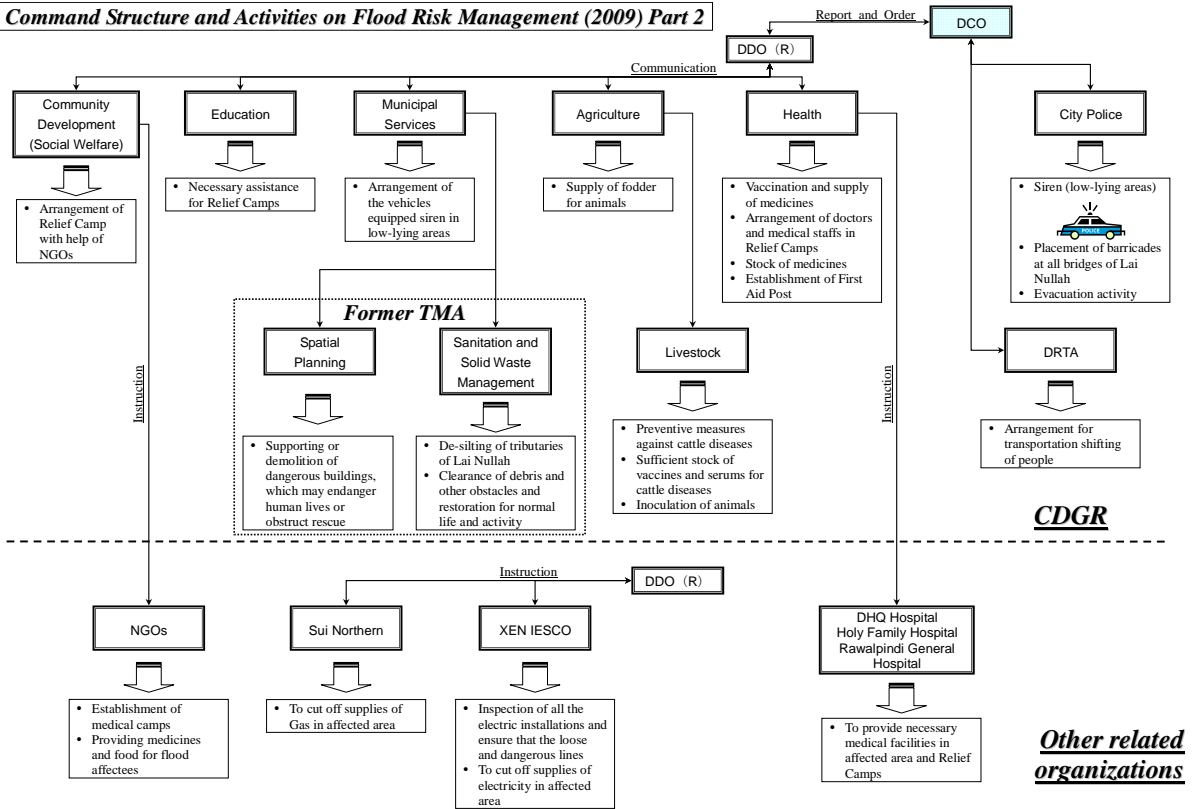 Command Structure and Activities on Flood Risk Management (2009) Part 2
Report and Order
DCO
DDO（R）
Communication
Community
Development
(Social Welfare)
Education
Municipal
Services
Agriculture
Health
City Police
• Arrangement of
Relief Camp
with help of
NGOs
• Necessary assistance
for Relief Camps
• Arrangement of
the vehicles
equipped siren in
low-lying areas
• Supply of fodder
for animals
• Vaccination and supply
of medicines
• Arrangement of doctors
and medical staffs in
Relief Camps
• Stock of medicines
• Establishment of First
Aid Post
• Siren (low-lying areas)
POLICE
• Placement of barricades
at all bridges of Lai
Nullah
• Evacuation activity
Former TMA
Spatial
Planning
Sanitation and
Solid Waste
Management
Livestock
DRTA
Instruction
Instruction
• Supporting or
demolition of
dangerous buildings,
which may endanger
human lives or
obstruct rescue
• De-silting of tributaries
of Lai Nullah
• Clearance of debris and
other obstacles and
restoration for normal
life and activity
• Preventive measures
against cattle diseases
• Sufficient stock of
vaccines and serums for
cattle diseases
• Inoculation of animals
• Arrangement for
transportation shifting
of people
CDGR
Instruction
DDO（R）
NGOs
Sui Northern
XEN IESCO
DHQ Hospital
Holy Family Hospital
Rawalpindi General
Hospital
• Establishment of
medical camps
• Providing medicines
and food for flood
affectees
• To cut off supplies of
Gas in affected area
• Inspection of all the
electric installations and
ensure that the loose
and dangerous lines
• To cut off supplies of
electricity in affected
area
• To provide necessary
medical facilities in
affected area and Relief
Camps
Other related
organizations